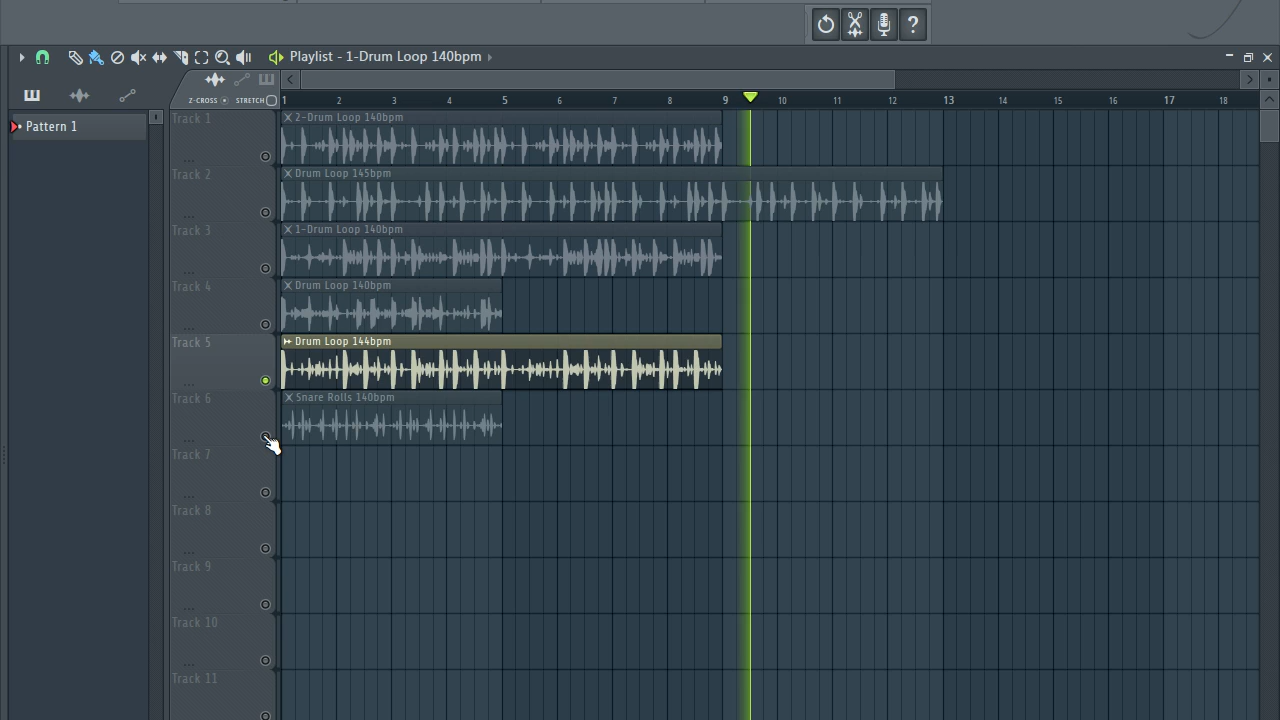 ?
Playlist - 1-Drum Loop 140bpm
Z-CROSS STRETCH
1 2 3 4 5 6 7 8 9 10 11 12 13 14 15 16 17 18
Pattern 1
Track 1
2-Drum Loop 140bpm
Track 2
Drum Loop 145bpm
Track 3
1-Drum Loop 140bpm
Track 4
Drum Loop 140bpm
Track 5
Drum Loop 144bpm
Track 6
Snare Rolls 140bpm
Track 7
Track 8
Track 9
Track 10
Track 11